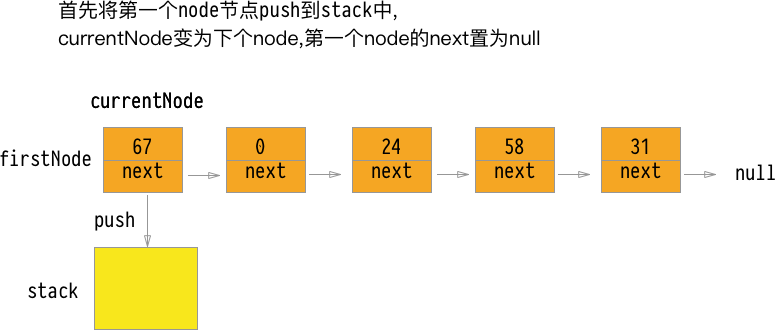 首先将第一个node节点push到stack中,
currentNode变为下个node,第一个node的next置为null
currentNode
firstNode 67 0 24 58 31
next next next next next null
push
stack